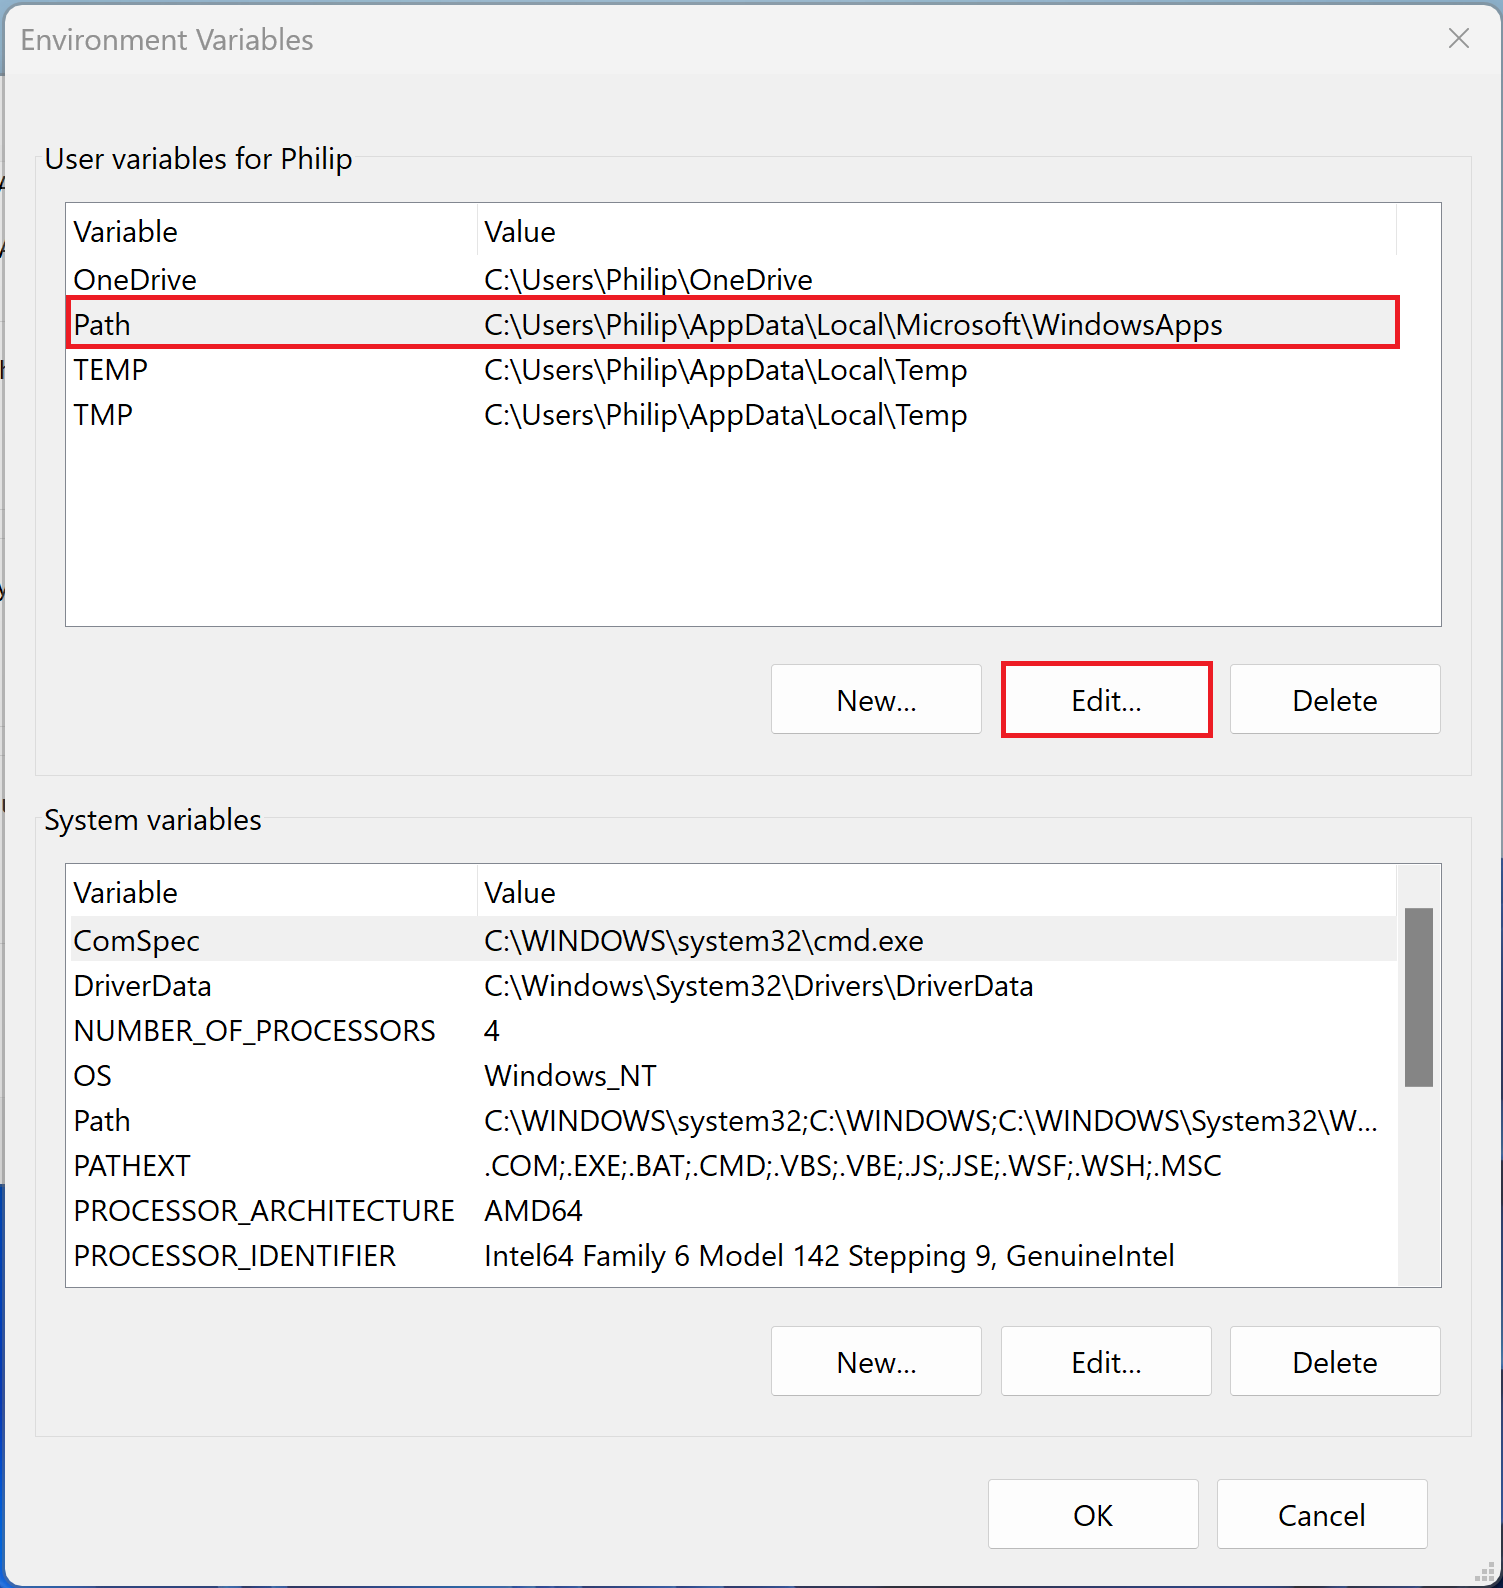 Environment Variables
User variables for Philip
Variable Value
OneDrive C:\Users\Philip\OneDrive
Path C:\Users\Philip\AppData\Local\Microsoft\WindowsApps
TEMP C:\Users\Philip\AppData\Local\Temp
TMP C:\Users\Philip\AppData\Local\Temp
New... Edit... Delete
System variables
Variable Value
ComSpec C:\WINDOWS\system32\cmd.exe
DriverData C:\Windows\System32\Drivers\DriverData
NUMBER_OF_PROCESSORS 4
OS Windows_NT
Path C:\WINDOWS\system32;C:\WINDOWS;C:\WINDOWS\System32\W...
PATHEXT .COM;.EXE;.BAT;.CMD;.VBS;.VBE;.JS;.JSE;.WSF;.WSH;.MSC
PROCESSOR_ARCHITECTURE AMD64
PROCESSOR_IDENTIFIER Intel64 Family 6 Model 142 Stepping 9, GenuineIntel
New... Edit... Delete
OK Cancel